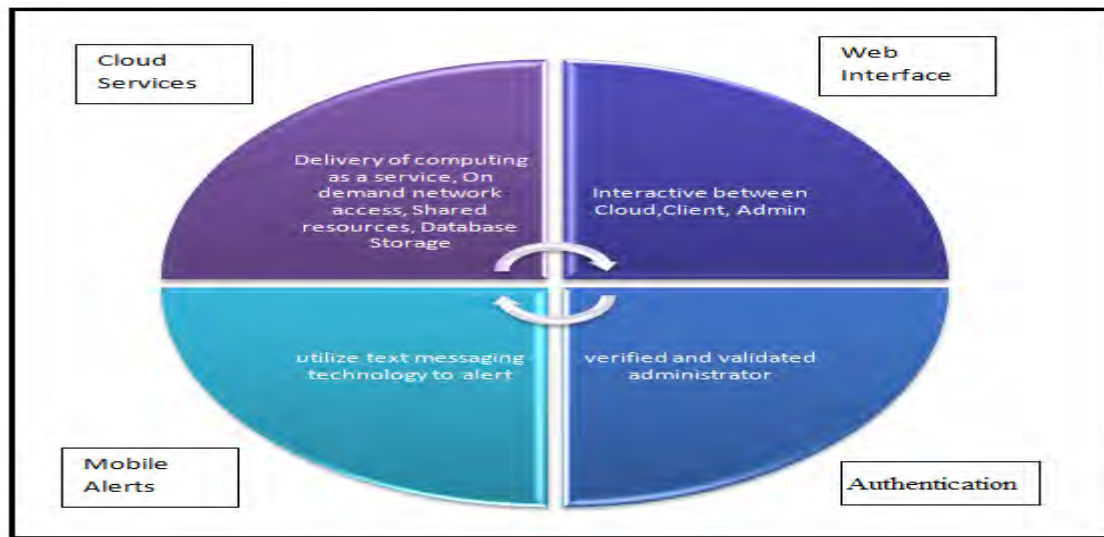 Cloud
Services
Web
Interface
Delivery of computing
as a service, On
demand network
access, Shared
resources, Database
Storage
Interactive between
Cloud,Client, Admin
utilize text messaging
technology to alert
verified and validated
administrator
Mobile
Alerts
Authentication